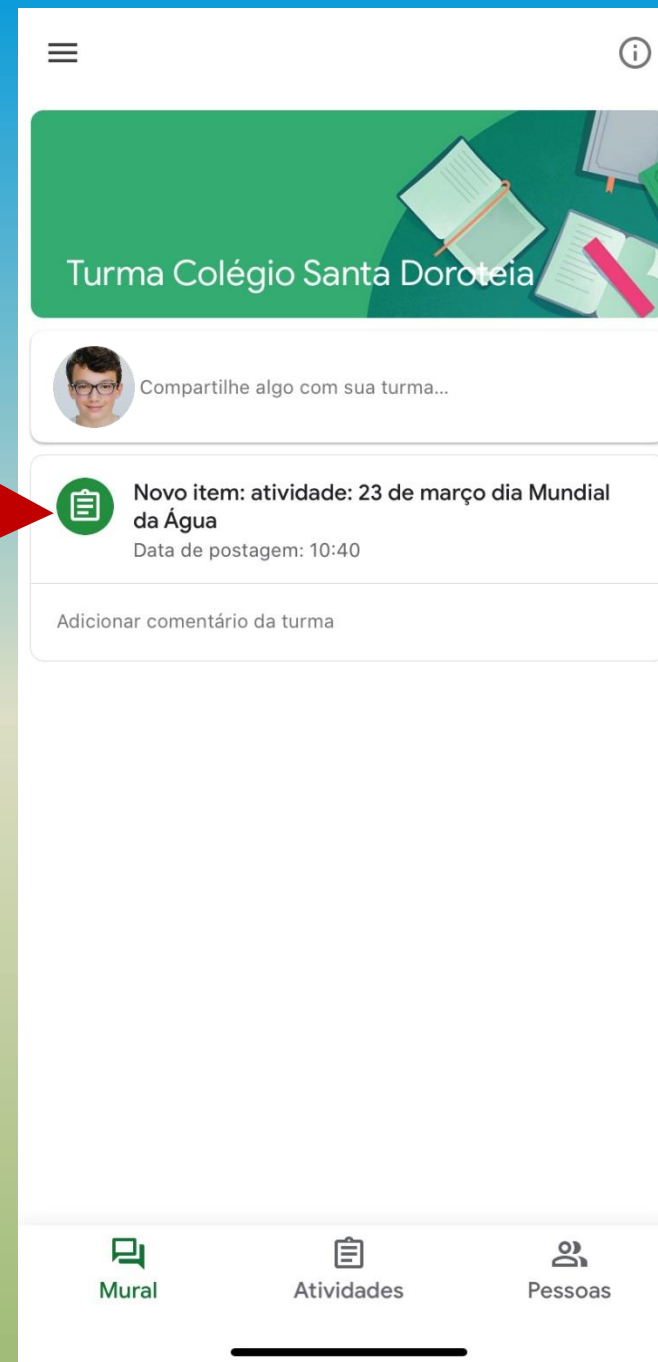 Turma Colégio Santa Doroteia
Compartilhe algo com sua turma...
Novo item: atividade: 23 de março dia Mundial
da Água
Data de postagem: 10:40
Adicionar comentário da turma
Mural
Atividades
Pessoas